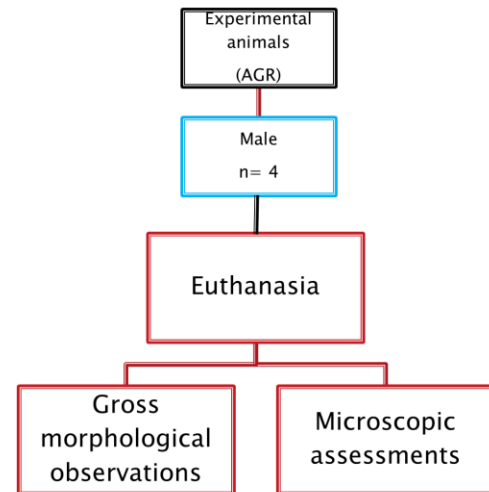 Experimental
animals
(AGR)
Male
n= 4
Euthanasia
Gross
morphological
observations
Microscopic
assessments